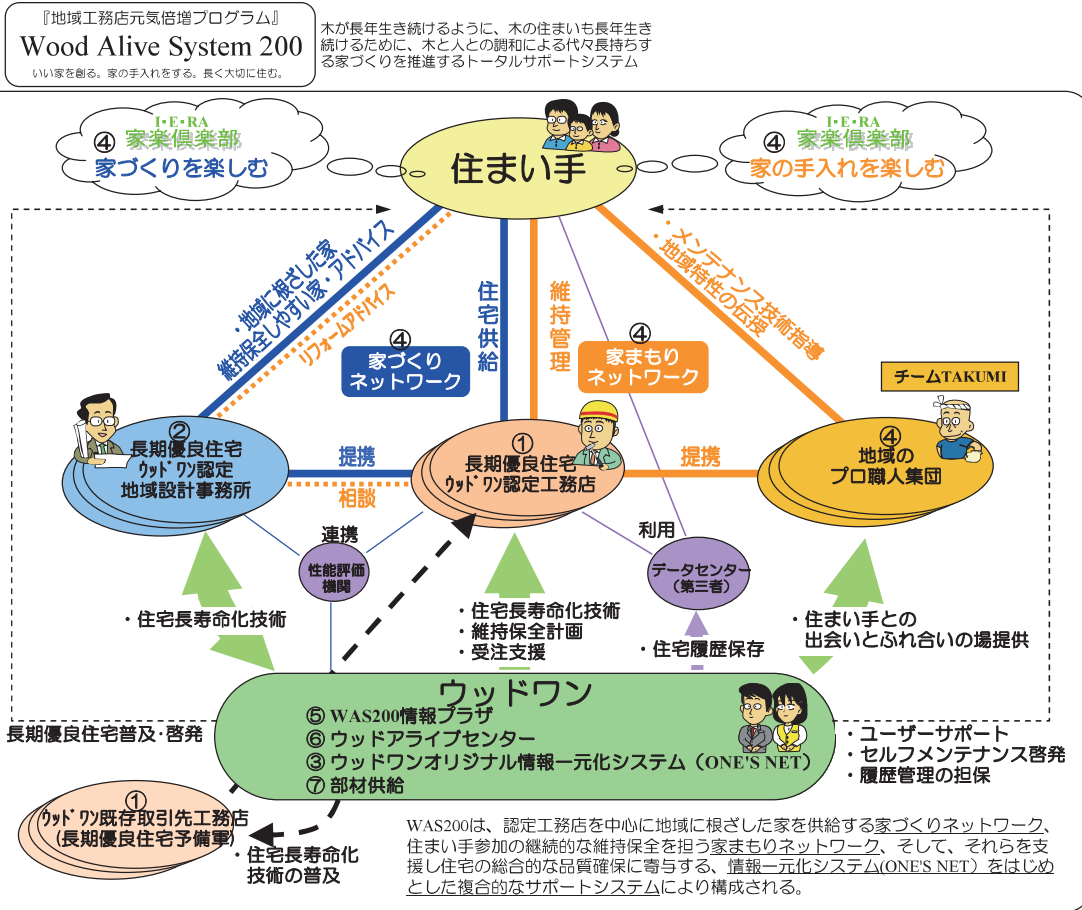 『地域工務店元気倍増プログラム』
Wood Alive System 200
いい家を創る。家の手入れをする。長く大切に住む。
木が長年生き続けるように、木の住まいも長年生き
続けるために、木と人との調和による代々長持ちす
る家づくりを推進するトータルサポートシステム
I・E・RA
④ 家楽倶楽部
家づくりを楽しむ
住まい手
I・E・RA
④ 家楽倶楽部
家の手入れを楽しむ
・地域に根ざした家
維持保全しやすい家・アドバイス
リフォームアドバイス
住宅供給
維持管理
・メンテナンス技術指導
・地域特性の伝授
④
家づくり
ネットワーク
④
家まもり
ネットワーク
チームTAKUMI
②
長期優良住宅
ウッドワン認定
地域設計事務所
提携
相談
①
長期優良住宅
ウッドワン認定工務店
提携
④
地域の
プロ職人集団
連携
性能評価
機関
利用
データセンター
（第三者）
・住宅長寿命化技術
・住宅長寿命化技術
・維持保全計画
・受注支援
・住宅履歴保存
・住まい手との
出会いとふれ合いの場提供
ウッドワン
⑤ WAS200情報プラザ
⑥ ウッドアライブセンター
③ ウッドワンオリジナル情報一元化システム（ONE'S NET）
⑦ 部材供給
長期優良住宅普及・啓発
・ユーザーサポート
・セルフメンテナンス啓発
・履歴管理の担保
①
ウッドワン既存取引先工務店
(長期優良住宅予備軍)
・住宅長寿命化
技術の普及
WAS200は、認定工務店を中心に地域に根ざした家を供給する家づくりネットワーク、
住まい手参加の継続的な維持保全を担う家まもりネットワーク、そして、それらを支
援し住宅の総合的な品質確保に寄与する、情報一元化システム(ONE'S NET）をはじめ
とした複合的なサポートシステムにより構成される。